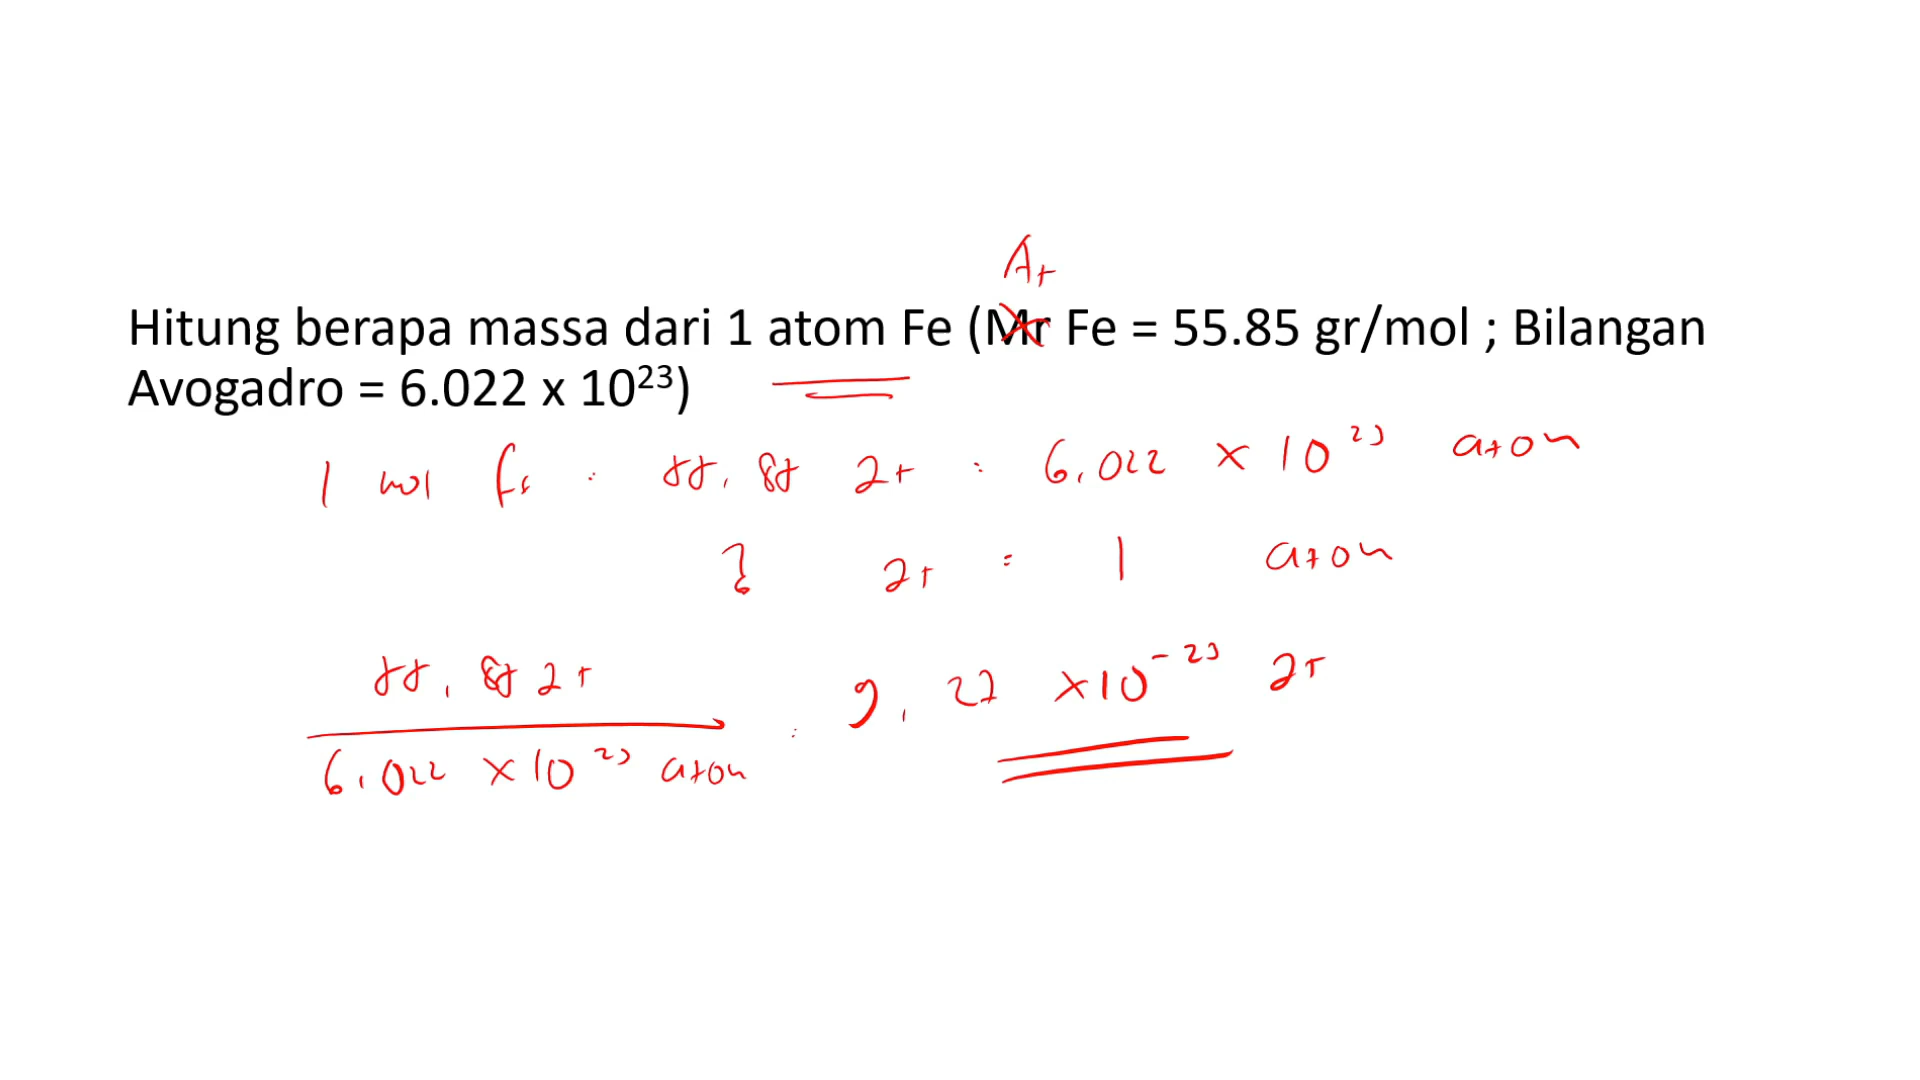 Ar
Hitung berapa massa dari 1 atom Fe (Mr Fe = 55.85 gr/mol ; Bilangan
Avogadro = 6.022 x 10²³)
1 mol Fe = 55,85 gr = 6,022 × 10²³ atom
? gr = 1 atom
55,85 gr
6,022 × 10²³ atom
= 9,27 × 10⁻²³ gr